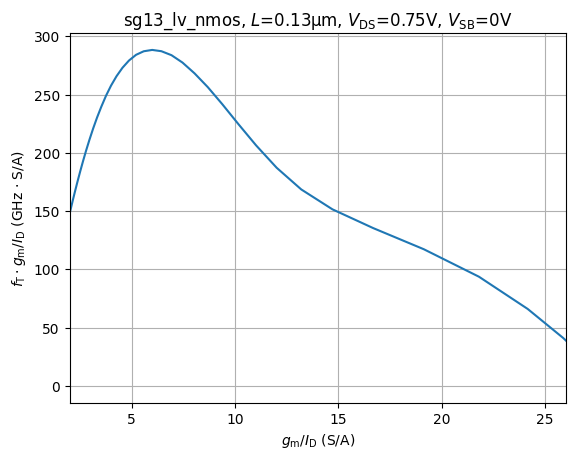 sg13_lv_nmos, L=0.13μm, V_DS=0.75V, V_SB=0V
300
250
200
150
100
50
0
f_T · g_m/I_D (GHz · S/A)
5 10 15 20 25
g_m/I_D (S/A)